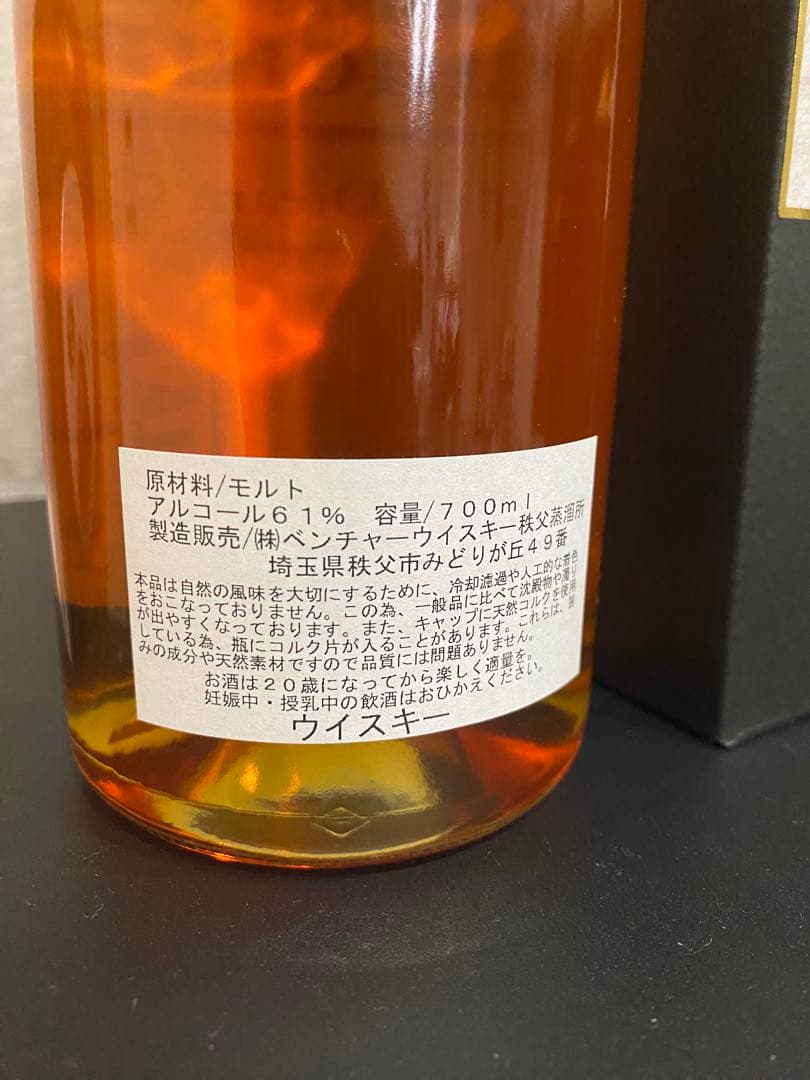 原材料/モルト
アルコール６１％　容量/７００ｍｌ
製造販売/㈱ベンチャーウイスキー秩父蒸溜所
埼玉県秩父市みどりが丘４９番
本品は自然の風味を大切にするために、冷却濾過や人工的な着色
をおこなっておりません。この為、一般品に比べて沈殿物や濁り
が出やすくなっております。また、キャップに天然コルクを使用
している為、瓶にコルク片が入ることがあります。これらは、
みの成分や天然素材ですので品質には問題ありません。
お酒は２０歳になってから楽しく適量を。
妊娠中・授乳中の飲酒はおひかえください。
ウイスキー